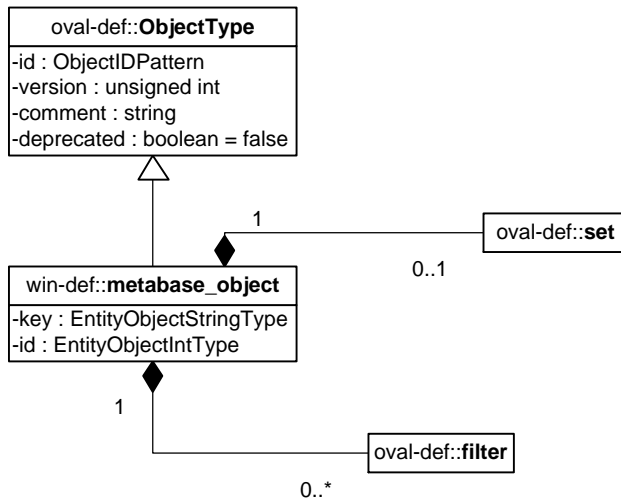 oval-def::ObjectType
-id : ObjectIDPattern
-version : unsigned int
-comment : string
-deprecated : boolean = false
1
oval-def::set
0..1
win-def::metabase_object
-key : EntityObjectStringType
-id : EntityObjectIntType
1
oval-def::filter
0..*